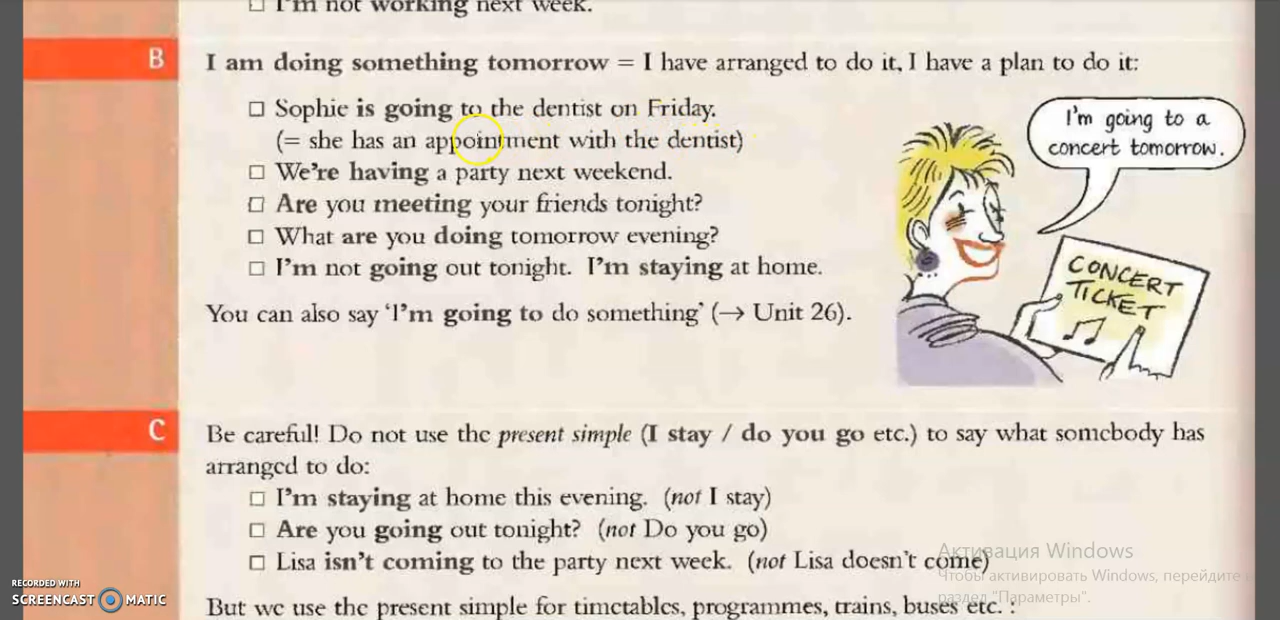 I'm not working next week.
B
I am doing something tomorrow = I have arranged to do it, I have a plan to do it:
□ Sophie is going to the dentist on Friday.
(= she has an appointment with the dentist)
□ We're having a party next weekend.
□ Are you meeting your friends tonight?
□ What are you doing tomorrow evening?
□ I'm not going out tonight. I'm staying at home.
You can also say 'I'm going to do something' (→ Unit 26).
I'm going to a
concert tomorrow.
CONCERT
TICKET
C
Be careful! Do not use the present simple (I stay / do you go etc.) to say what somebody has
arranged to do:
□ I'm staying at home this evening. (not I stay)
□ Are you going out tonight? (not Do you go)
□ Lisa isn't coming to the party next week. (not Lisa doesn't come)
But we use the present simple for timetables, programmes, trains, buses etc. :
Активация Windows
Чтобы активировать Windows, перейдите в
раздел "Параметры".
RECORDED WITH
SCREENCAST MATIC